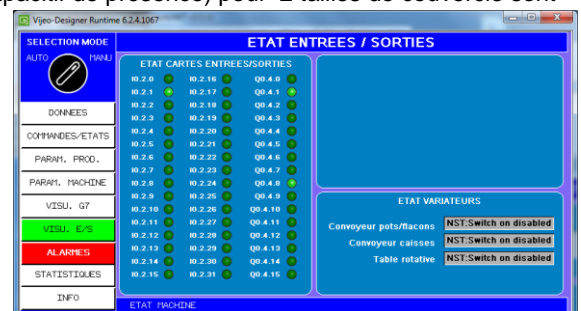 capacitif de présence) pour 2 tailles de couvercle sont
Vijeo-Designer Runtime 6.2.4.1067
SELECTION MODE
AUTO MANU
DONNEES
COMMANDES/ETATS
PARAM. PROD.
PARAM. MACHINE
VISU. G7
VISU. E/S
ALARMES
STATISTIQUES
INFO
ETAT ENTREES / SORTIES
ETAT CARTES ENTREES/SORTIES
I0.2.0 I0.2.16 Q0.4.0
I0.2.1 I0.2.17 Q0.4.1
I0.2.2 I0.2.18 Q0.4.2
I0.2.3 I0.2.19 Q0.4.3
I0.2.4 I0.2.20 Q0.4.4
I0.2.5 I0.2.21 Q0.4.5
I0.2.6 I0.2.22 Q0.4.6
I0.2.7 I0.2.23 Q0.4.7
I0.2.8 I0.2.24 Q0.4.8
I0.2.9 I0.2.25 Q0.4.9
I0.2.10 I0.2.26 Q0.4.10
I0.2.11 I0.2.27 Q0.4.11
I0.2.12 I0.2.28 Q0.4.12
I0.2.13 I0.2.29 Q0.4.13
I0.2.14 I0.2.30 Q0.4.14
I0.2.15 I0.2.31 Q0.4.15
ETAT VARIATEURS
Convoyeur pots/flacons NST:Switch on disabled
Convoyeur caisses NST:Switch on disabled
Table rotative NST:Switch on disabled
ETAT MACHINE